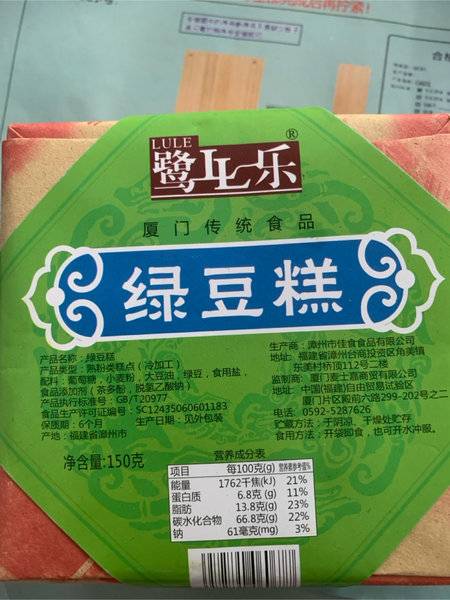 LULE
鹭江乐®
厦门传统食品
绿豆糕
产品名称：绿豆糕
产品类型：熟粉类糕点（冷加工）
配料：葡萄糖，小麦粉，大豆油，绿豆，食用盐，
食品添加剂（茶多酚，脱氢乙酸钠）
产品执行标准号：GB/T20977
食品生产许可证编号：SC12435060601183
保质期：6个月 生产日期：见外包装
产地：福建省漳州市
净含量:150克
生产商：漳州市佳食食品有限公司
地址：福建省漳州台商投资区角美镇
东美村桥顶112号二楼
监制商：厦门麦士嘉商贸有限公司
地址：中国(福建)自由贸易试验区
厦门片区殿前六路299-202号之二
电话：0592-5287626
贮藏方法：于阴凉、干燥处贮存
食用方法：开袋即食，也可开水冲服。
营养成分表
项目 每100克(g) 营养素参考值%
能量 1762千焦(kJ) 21%
蛋白质 6.8克(g) 11%
脂肪 13.8克(g) 23%
碳水化合物 66.8克(g) 22%
钠 61毫克(mg) 3%